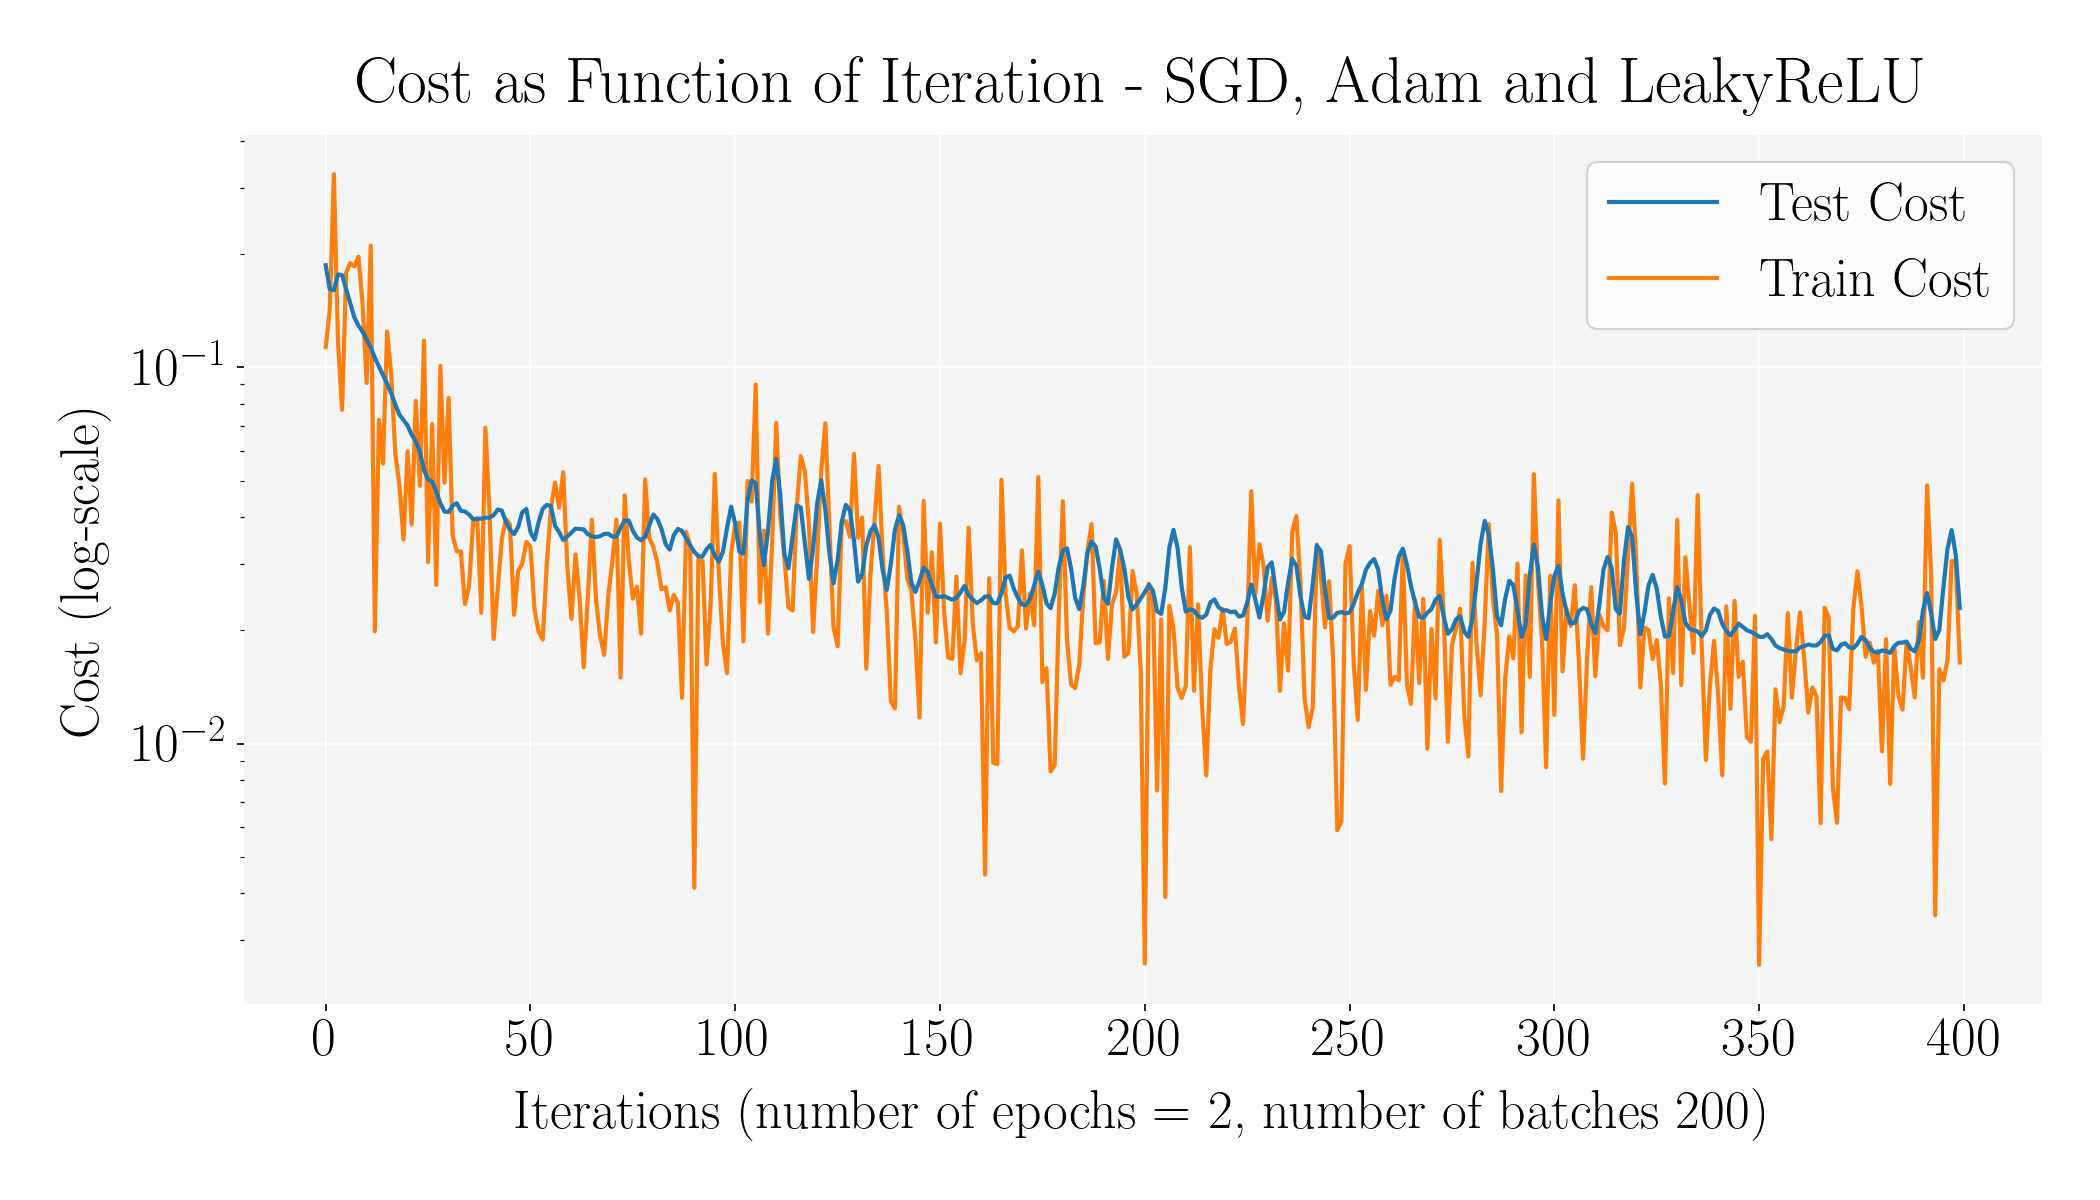 Cost as Function of Iteration - SGD, Adam and LeakyReLU
Test Cost
Train Cost
Cost (log-scale)
10⁻¹
10⁻²
0 50 100 150 200 250 300 350 400
Iterations (number of epochs = 2, number of batches 200)